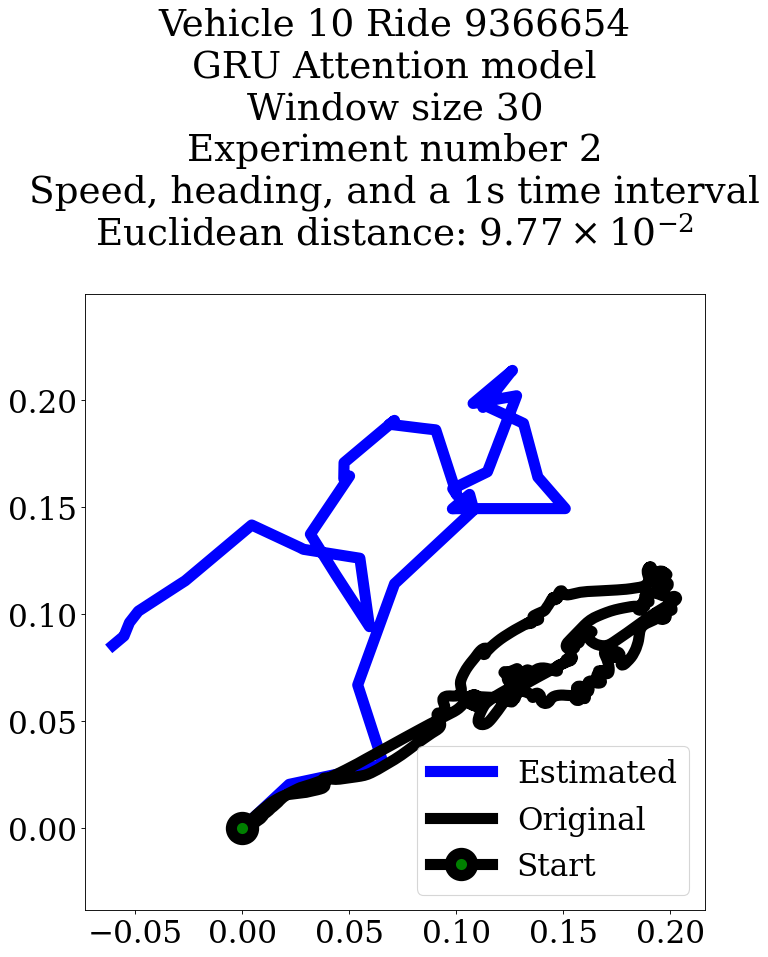 Vehicle 10 Ride 9366654
GRU Attention model
Window size 30
Experiment number 2
Speed, heading, and a 1s time interval
Euclidean distance: 9.77 × 10⁻²
0.20
0.15
0.10
0.05
0.00
Estimated
Original
Start
−0.05 0.00 0.05 0.10 0.15 0.20